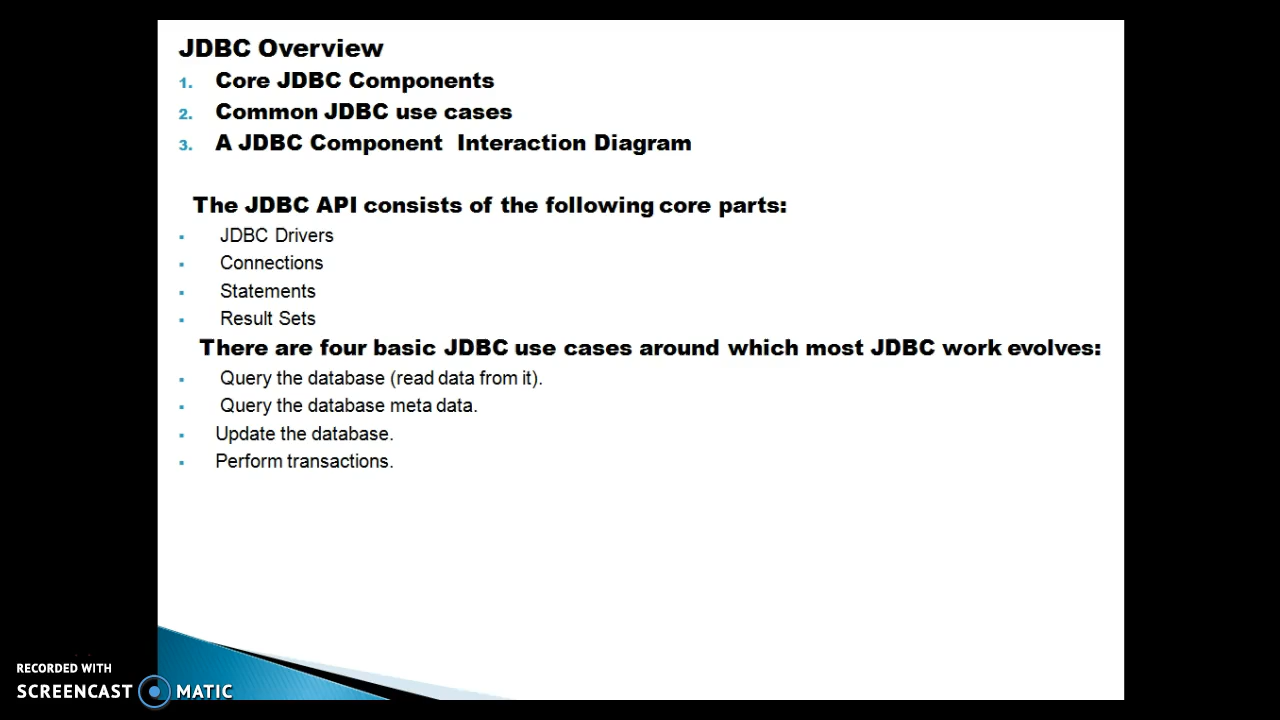 JDBC Overview
1. Core JDBC Components
2. Common JDBC use cases
3. A JDBC Component Interaction Diagram
The JDBC API consists of the following core parts:
▪ JDBC Drivers
▪ Connections
▪ Statements
▪ Result Sets
There are four basic JDBC use cases around which most JDBC work evolves:
▪ Query the database (read data from it).
▪ Query the database meta data.
▪ Update the database.
▪ Perform transactions.
RECORDED WITH
SCREENCAST MATIC